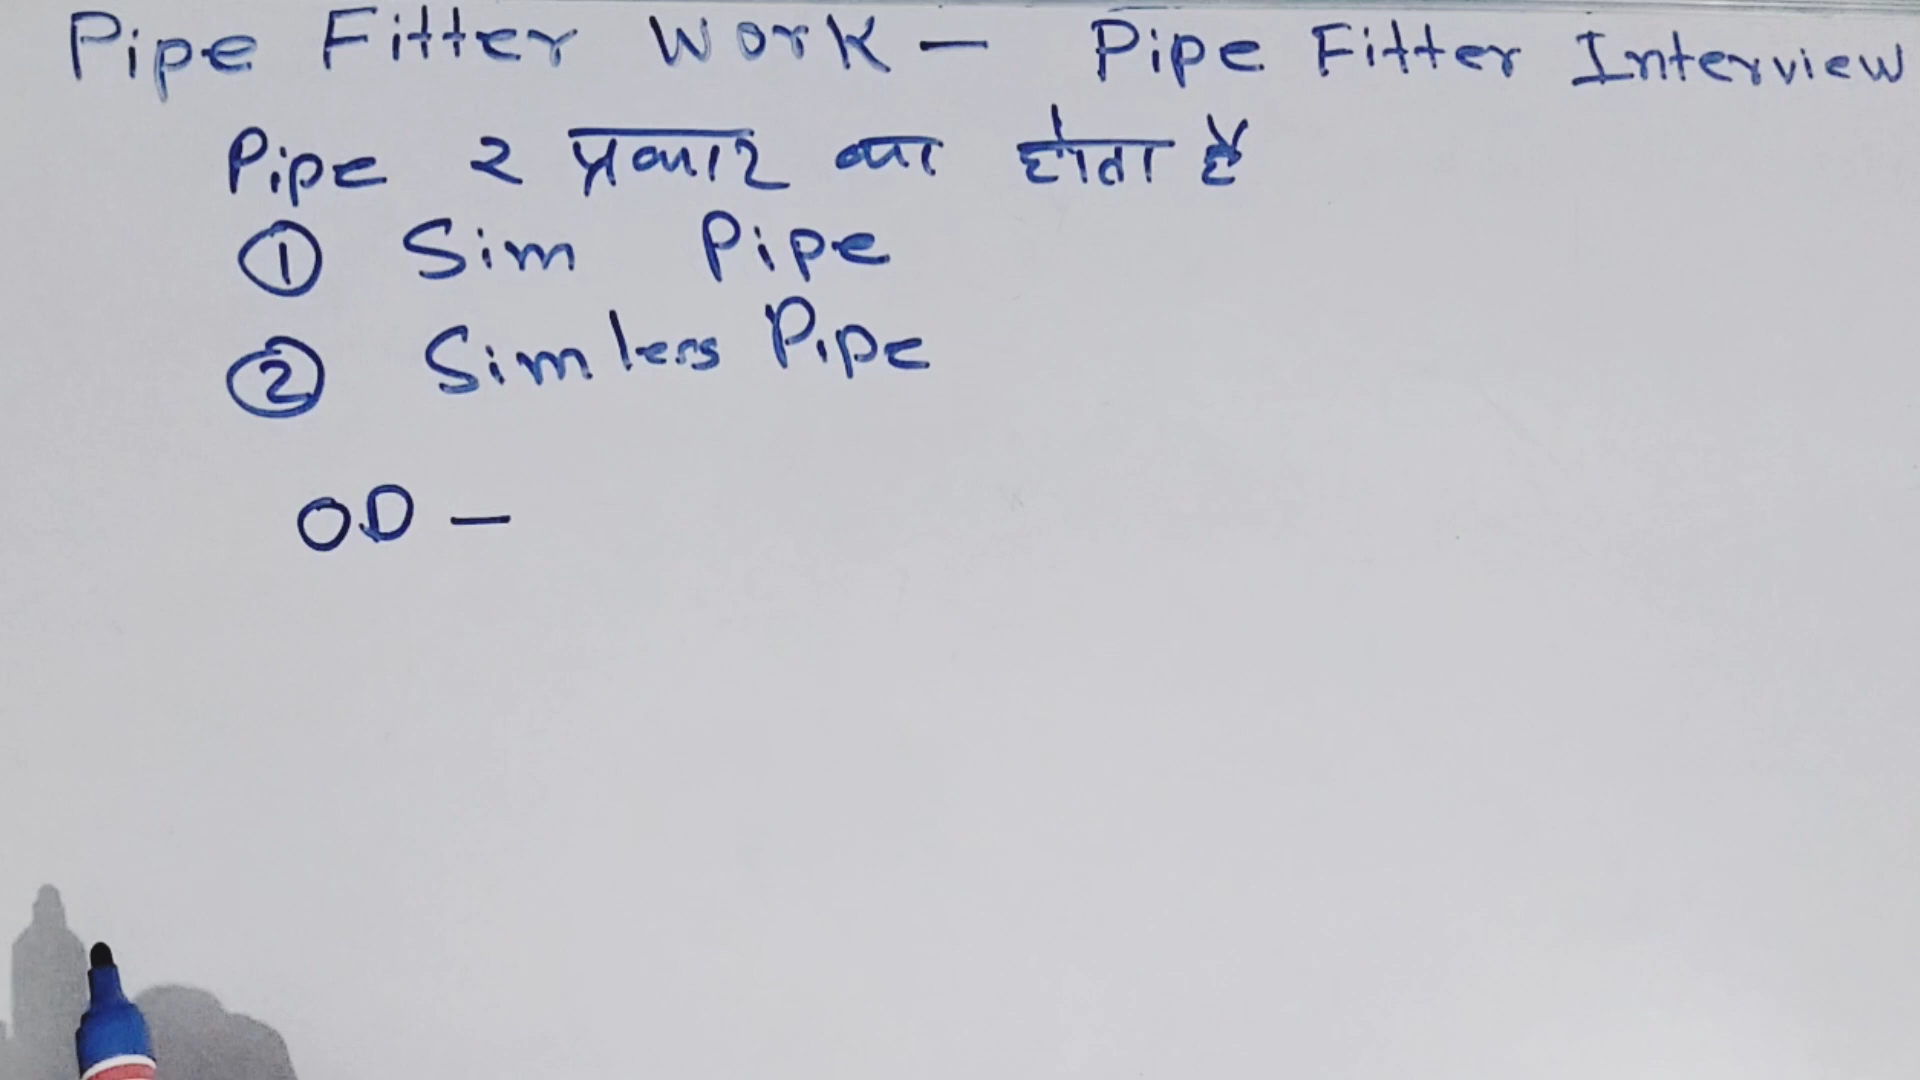 Pipe Fitter Work - Pipe Fitter Interview
Pipe 2 प्रकार का होता है
① Sim Pipe
② Simless Pipe
OD -